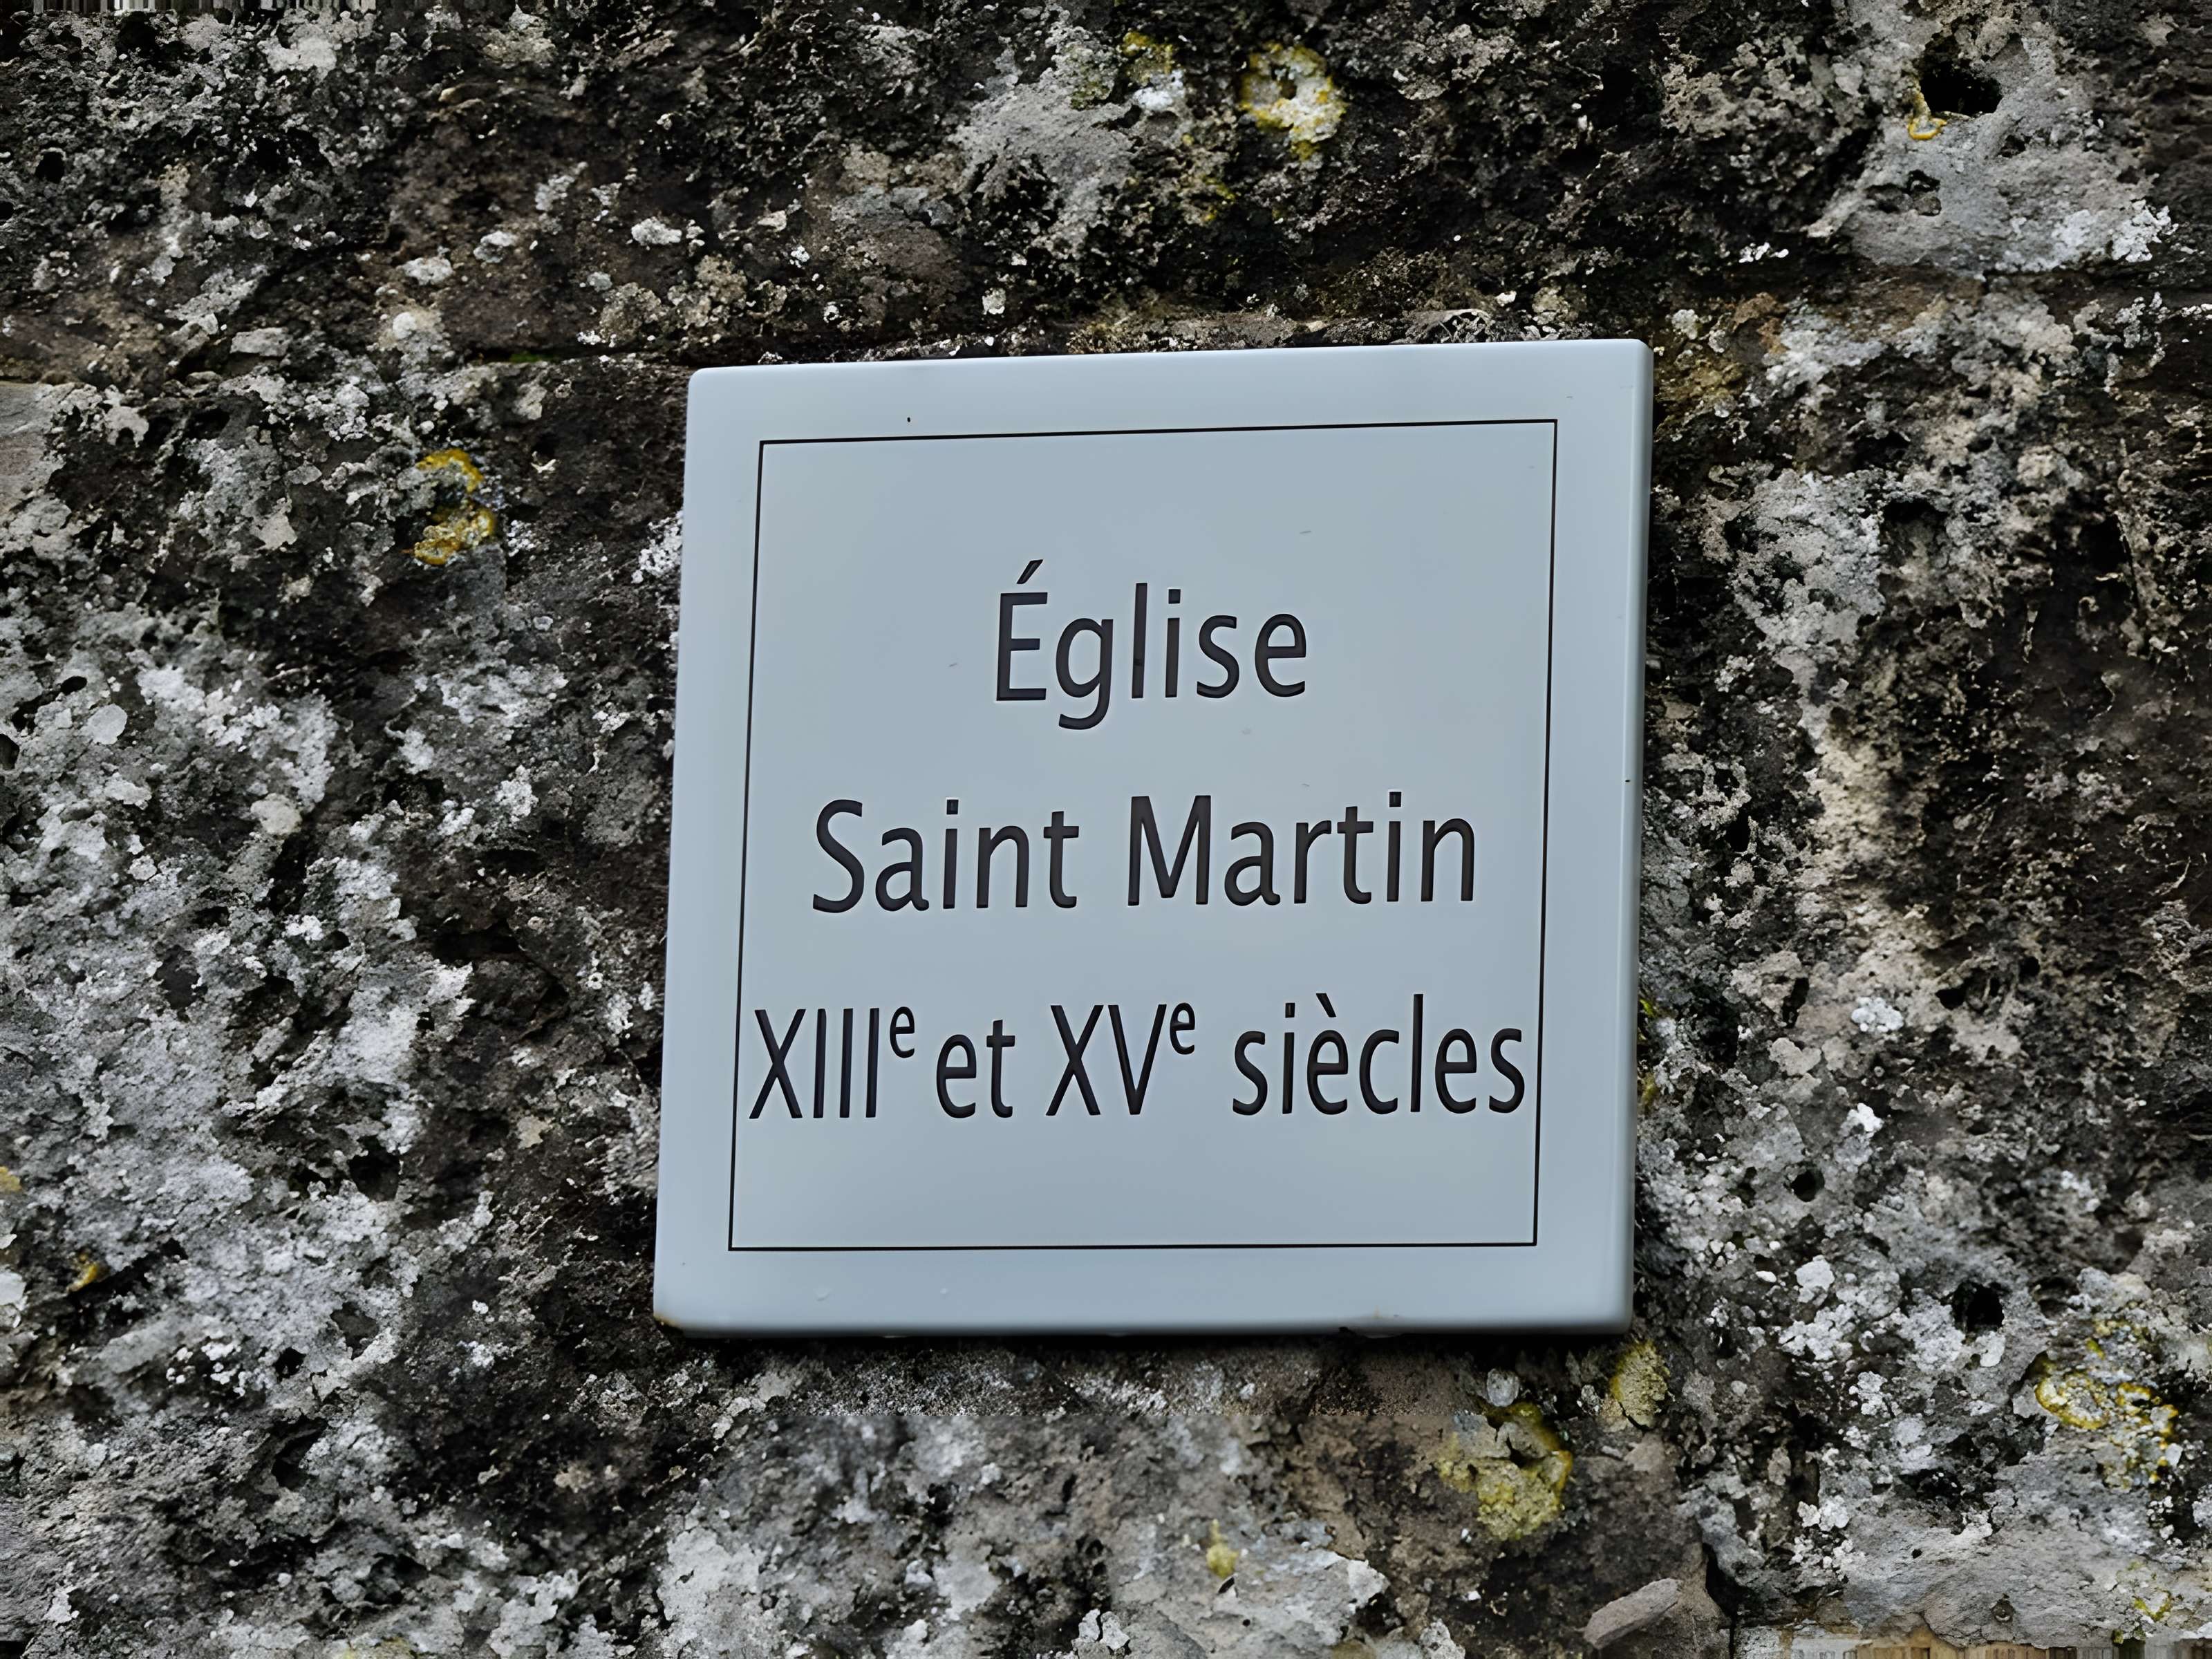 Église
Saint Martin
XIIIe et XVe siècles